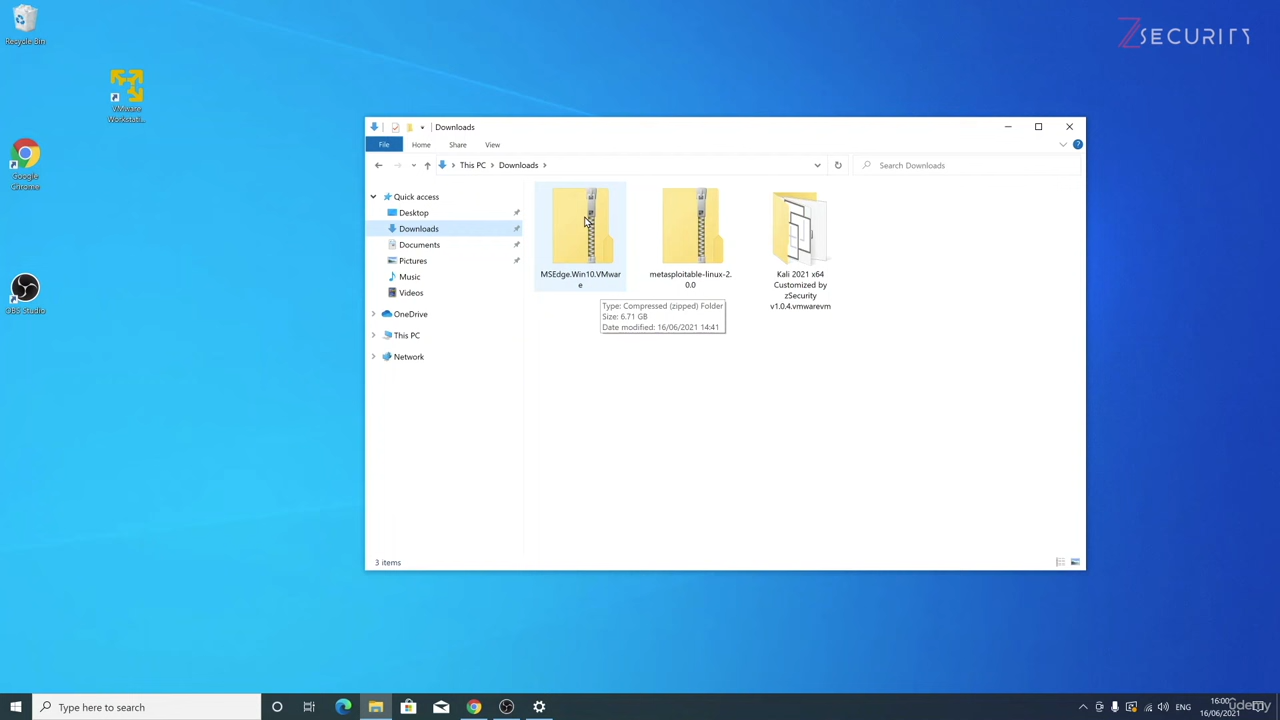 Recycle Bin
VMware
Workstati...
Google
Chrome
OBS Studio
ZSECURITY
Downloads
File
Home
Share
View
This PC
Downloads
Search Downloads
Quick access
Desktop
Downloads
Documents
Pictures
Music
Videos
OneDrive
This PC
Network
MSEdge.Win10.VMwar
e
metasploitable-linux-2.
0.0
Kali 2021 x64
Customized by
zSecurity
v1.0.4.vmwarevm
Type: Compressed (zipped) Folder
Size: 6.71 GB
Date modified: 16/06/2021 14:41
3 items
Type here to search
ENG
16:00
16/06/2021
Udemy